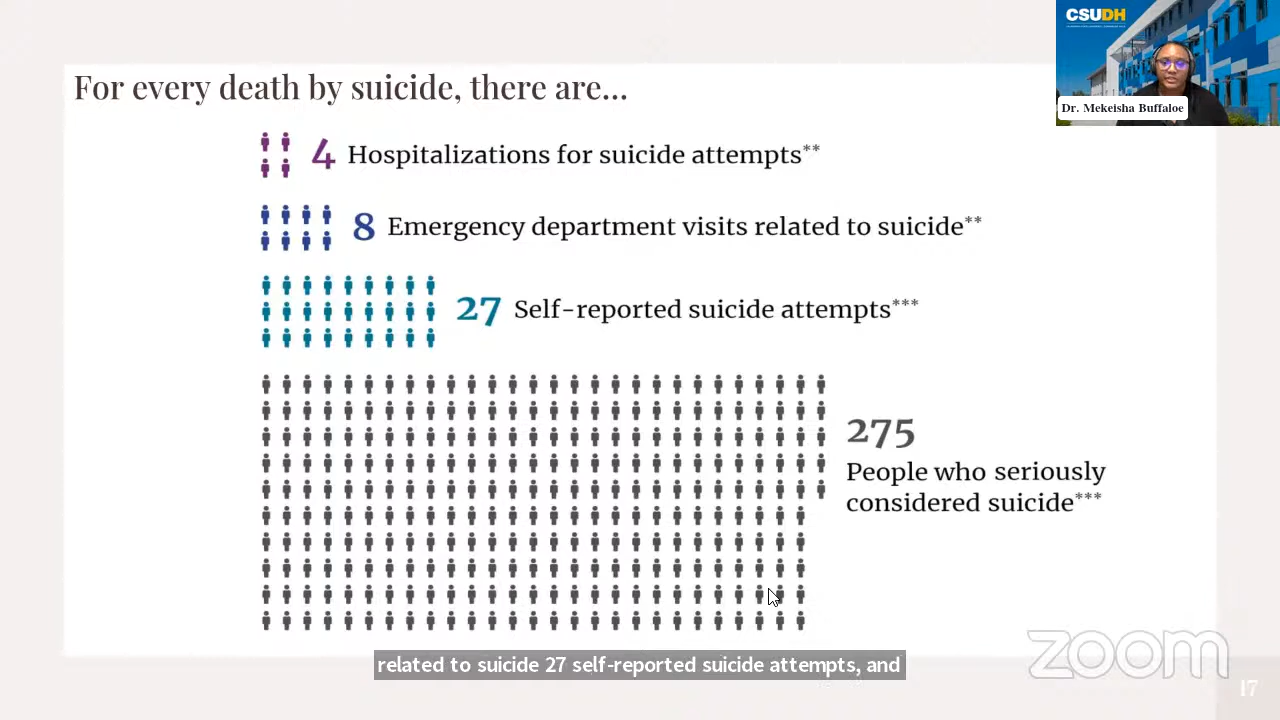 CSUDH
Dr. Mekeisha Buffaloe
For every death by suicide, there are...
4 Hospitalizations for suicide attempts**
8 Emergency department visits related to suicide**
27 Self-reported suicide attempts***
275
People who seriously
considered suicide***
related to suicide 27 self-reported suicide attempts, and
zoom
17